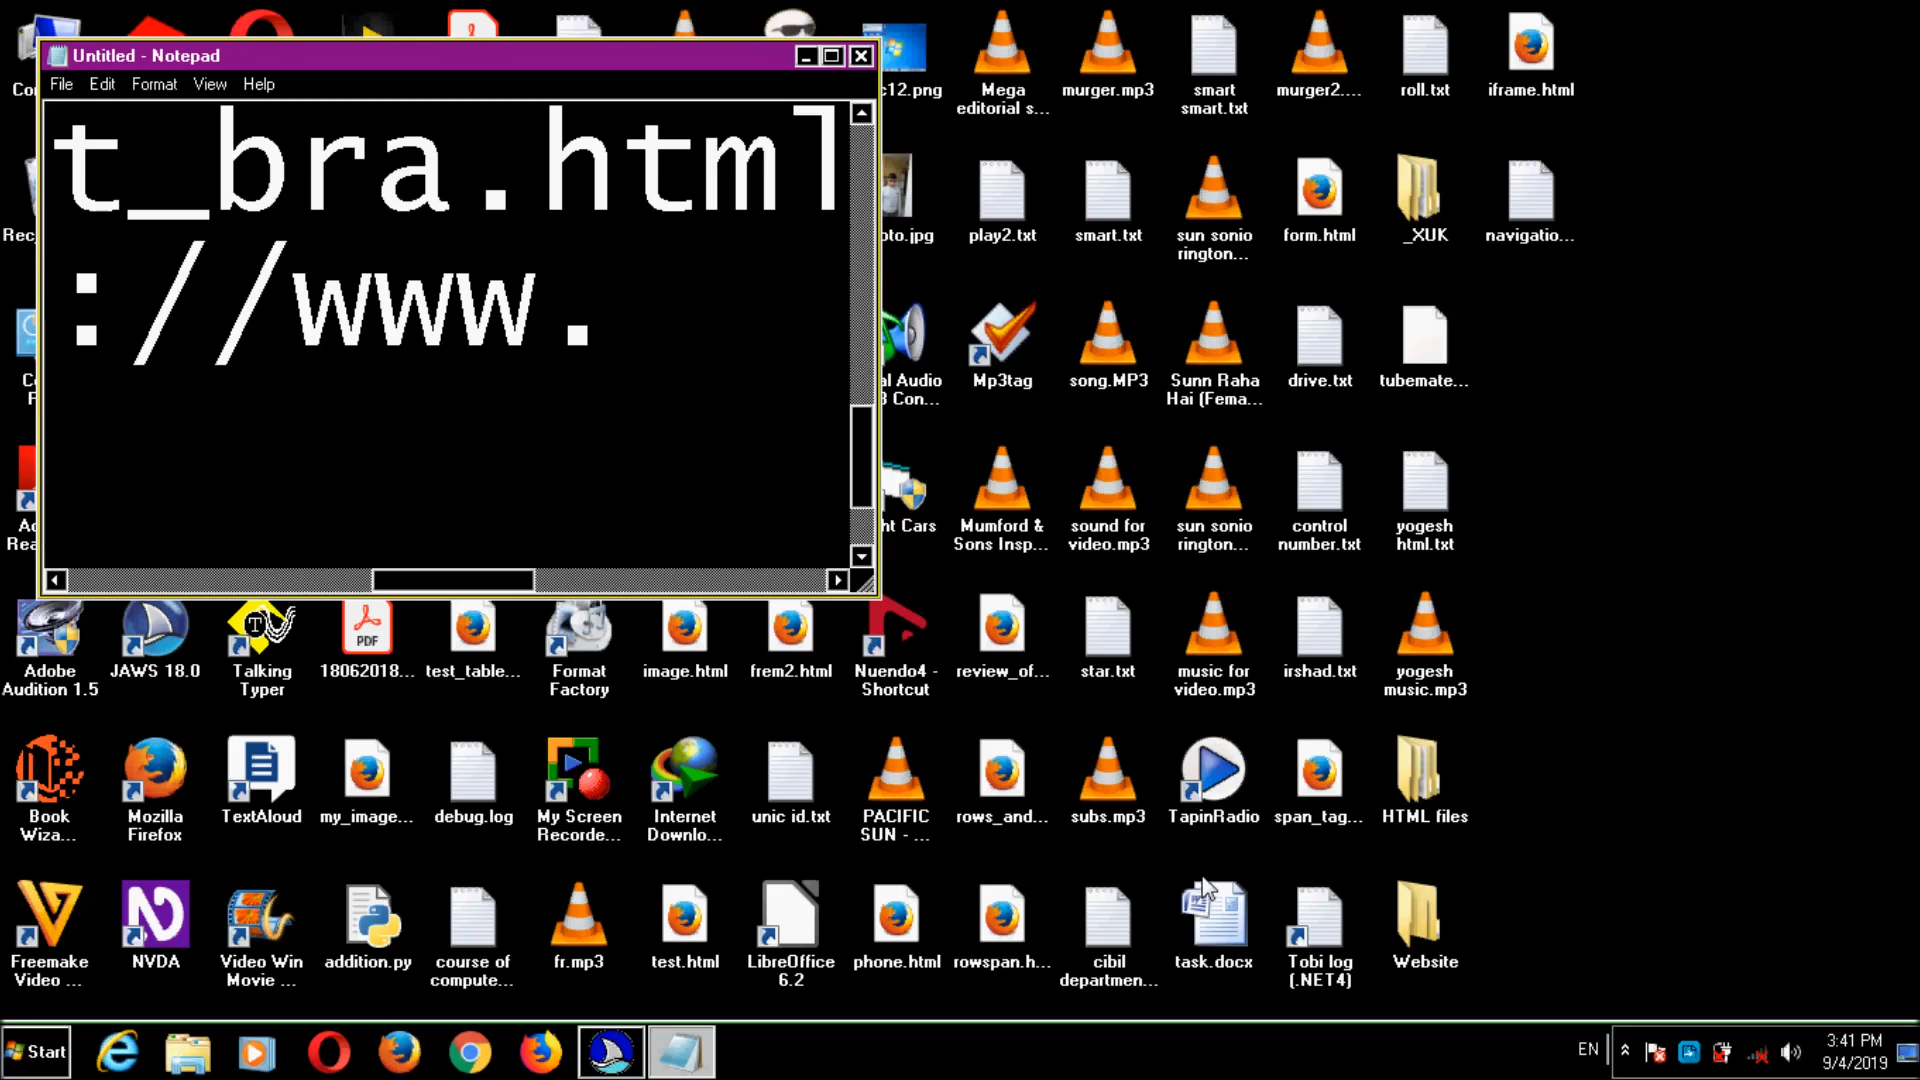 Untitled - Notepad
File Edit Format View Help
t_bra.html
://www.
c12.png
Mega editorial s...
murger.mp3
smart smart.txt
murger2....
roll.txt
iframe.html
oto.jpg
play2.txt
smart.txt
sun sonio rington...
form.html
_XUK
navigatio...
al Audio
3 Con...
Mp3tag
song.MP3
Sunn Raha Hai (Fema...
drive.txt
tubemate...
ht Cars
Mumford & Sons Insp...
sound for video.mp3
sun sonio rington...
control number.txt
yogesh html.txt
Adobe Audition 1.5
JAWS 18.0
Talking Typer
PDF
18062018...
test_table...
Format Factory
image.html
frem2.html
Nuendo4 - Shortcut
review_of...
star.txt
music for video.mp3
irshad.txt
yogesh music.mp3
Book Wiza...
Mozilla Firefox
TextAloud
my_image...
debug.log
My Screen Recorde...
Internet Downlo...
unic id.txt
PACIFIC SUN - ...
rows_and...
subs.mp3
TapinRadio
span_tag...
HTML files
Freemake Video ...
NVDA
Video Win Movie ...
addition.py
course of compute...
fr.mp3
test.html
LibreOffice 6.2
phone.html
rowspan.h...
cibil departmen...
task.docx
Tobi log (.NET4)
Website
Start
EN
3:41 PM
9/4/2019